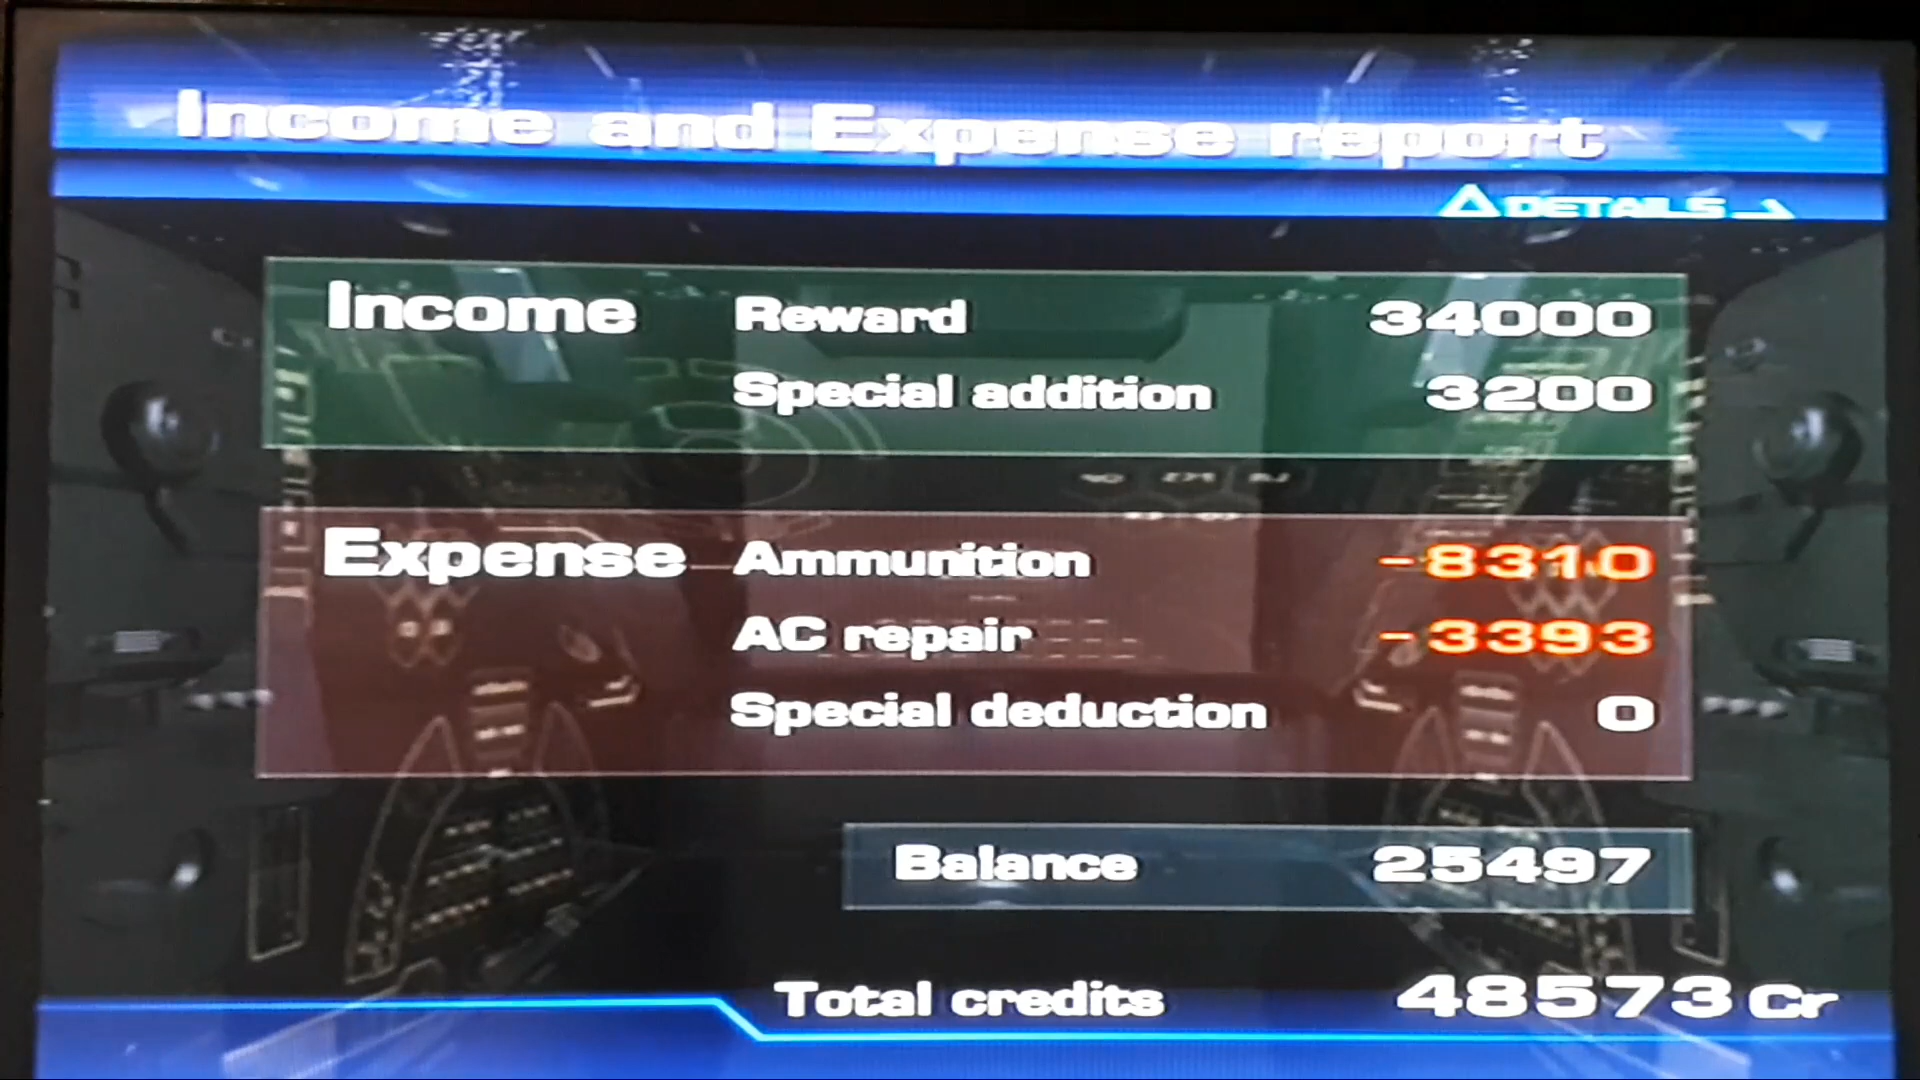 Income and Expense report
△DETAILS
Income Reward 34000
Special addition 3200
Expense Ammunition -8310
AC repair -3393
Special deduction 0
Balance 25497
Total credits 48573 Cr